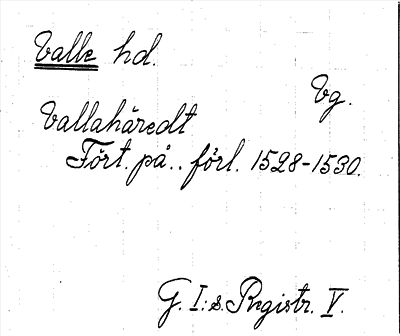 Valle hd.
Vg.
Vallahäredt
Fört. på.. förl. 1528-1530.
G. I:s. Registr. V.